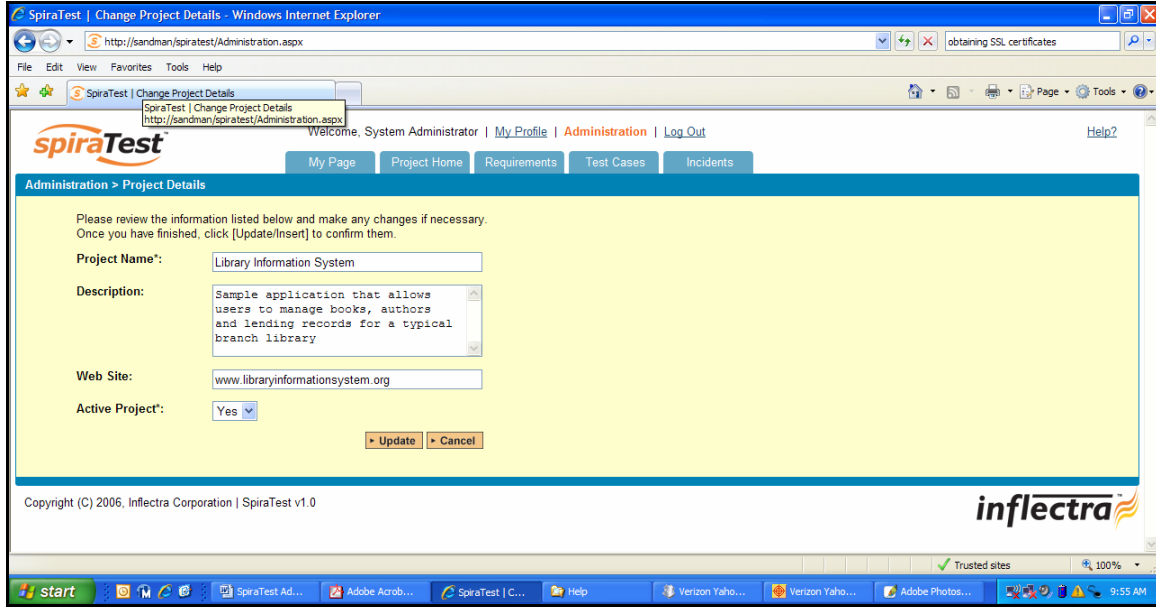 SpiraTest | Change Project Details - Windows Internet Explorer
http://sandman/spiratest/Administration.aspx
obtaining SSL certificates
File Edit View Favorites Tools Help
SpiraTest | Change Project Details
Page Tools
SpiraTest | Change Project Details
http://sandman/spiratest/Administration.aspx
spiraTest
Welcome, System Administrator | My Profile | Administration | Log Out
Help?
My Page Project Home Requirements Test Cases Incidents
Administration > Project Details
Please review the information listed below and make any changes if necessary.
Once you have finished, click [Update/Insert] to confirm them.
Project Name*: Library Information System
Description: Sample application that allows
users to manage books, authors
and lending records for a typical
branch library
Web Site: www.libraryinformationsystem.org
Active Project*: Yes
Update Cancel
Copyright (C) 2006, Inflectra Corporation | SpiraTest v1.0
inflectra
Trusted sites 100%
start SpiraTest Ad... Adobe Acrob... SpiraTest | C... Help Verizon Yaho... Verizon Yaho... Adobe Photos... 9:55 AM